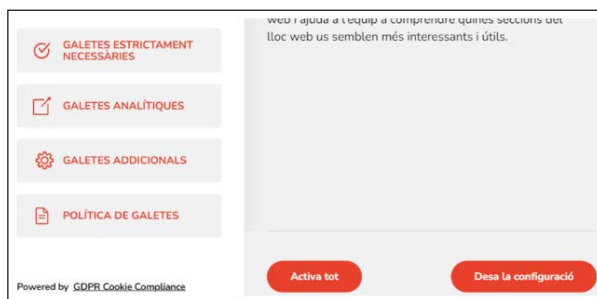 web i ajuda a l'equip a comprendre quines seccions del
lloc web us semblen més interessants i útils.
GALETES ESTRICTAMENT
NECESSÀRIES
GALETES ANALÍTIQUES
GALETES ADDICIONALS
POLÍTICA DE GALETES
Activa tot
Desa la configuració
Powered by GDPR Cookie Compliance